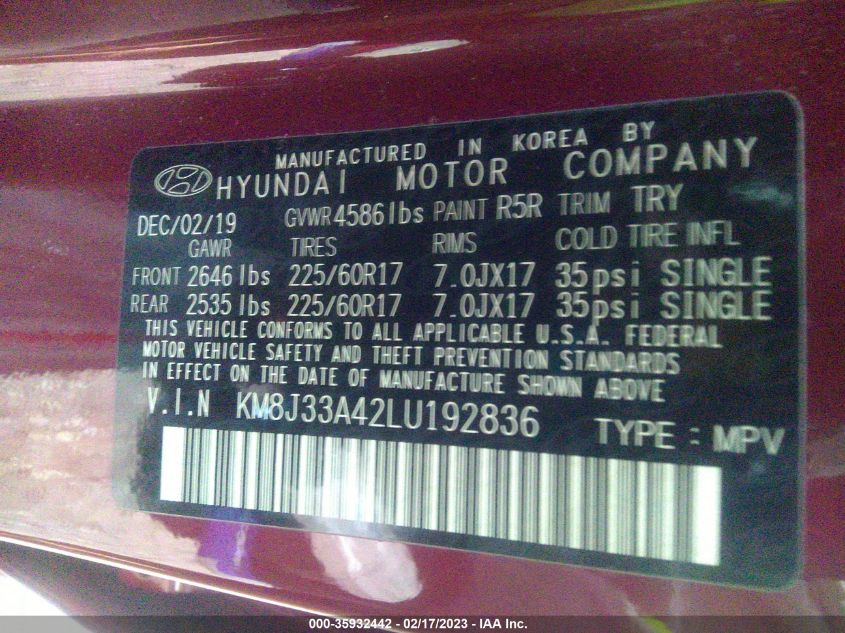 MANUFACTURED IN KOREA BY
HYUNDAI MOTOR COMPANY
DEC/02/19 GVWR 4586 lbs PAINT R5R TRIM TRY
GAWR TIRES RIMS COLD TIRE INFL
FRONT 2646 lbs 225/60R17 7.0JX17 35psi SINGLE
REAR 2535 lbs 225/60R17 7.0JX17 35psi SINGLE
THIS VEHICLE CONFORMS TO ALL APPLICABLE U.S.A. FEDERAL
MOTOR VEHICLE SAFETY AND THEFT PREVENTION STANDARDS
IN EFFECT ON THE DATE OF MANUFACTURE SHOWN ABOVE
V.I.N KM8J33A42LU192836 TYPE : MPV
000-35932442 - 02/17/2023 - IAA Inc.